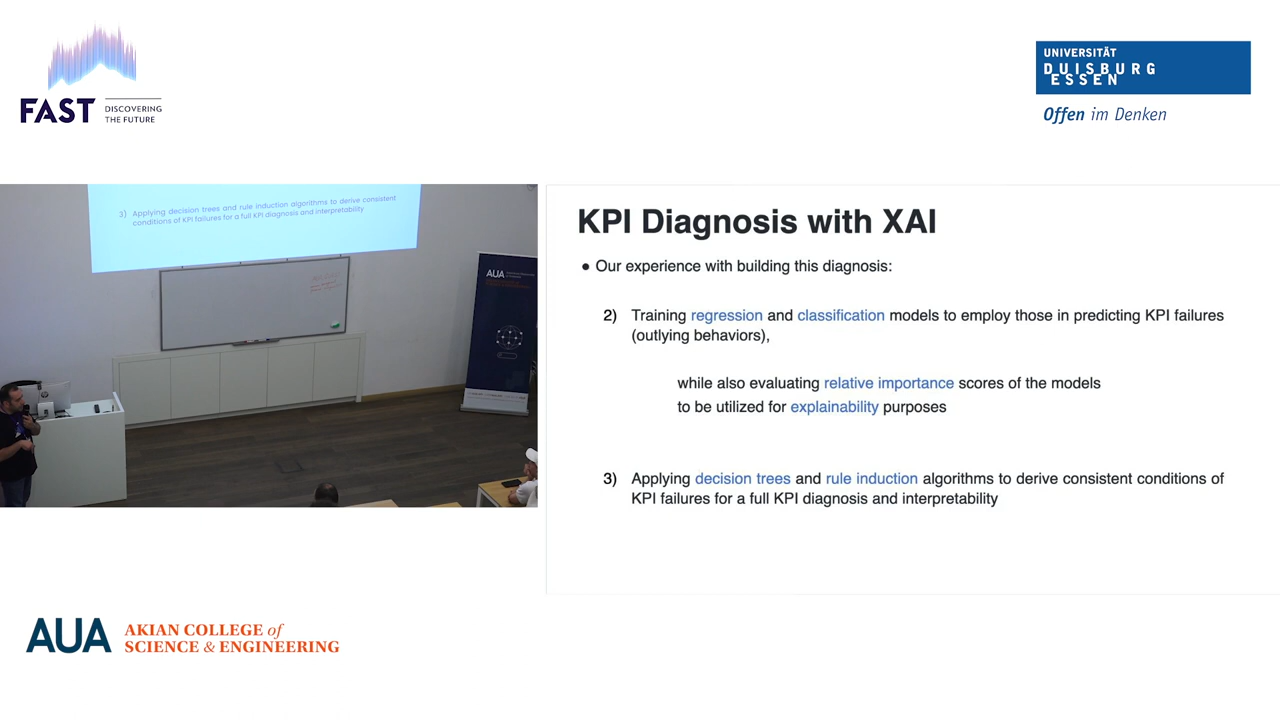 FAST
DISCOVERING
THE FUTURE
UNIVERSITÄT
DUISBURG
ESSEN
Offen im Denken
3) Applying decision trees and rule induction algorithms to derive consistent
conditions of KPI failures for a full KPI diagnosis and interpretability
AUA
KPI Diagnosis with XAI
• Our experience with building this diagnosis:
2) Training regression and classification models to employ those in predicting KPI failures
(outlying behaviors),
while also evaluating relative importance scores of the models
to be utilized for explainability purposes
3) Applying decision trees and rule induction algorithms to derive consistent conditions of
KPI failures for a full KPI diagnosis and interpretability
AUA
AKIAN COLLEGE of
SCIENCE & ENGINEERING